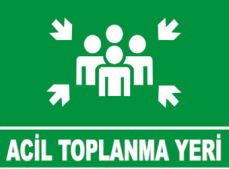 ACİL TOPLANMA YERİ